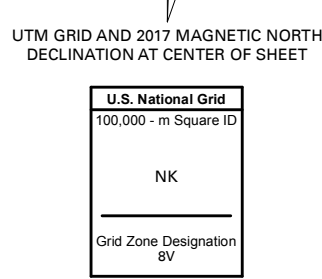 UTM GRID AND 2017 MAGNETIC NORTH
DECLINATION AT CENTER OF SHEET
U.S. National Grid
100,000 - m Square ID
NK
Grid Zone Designation
8V